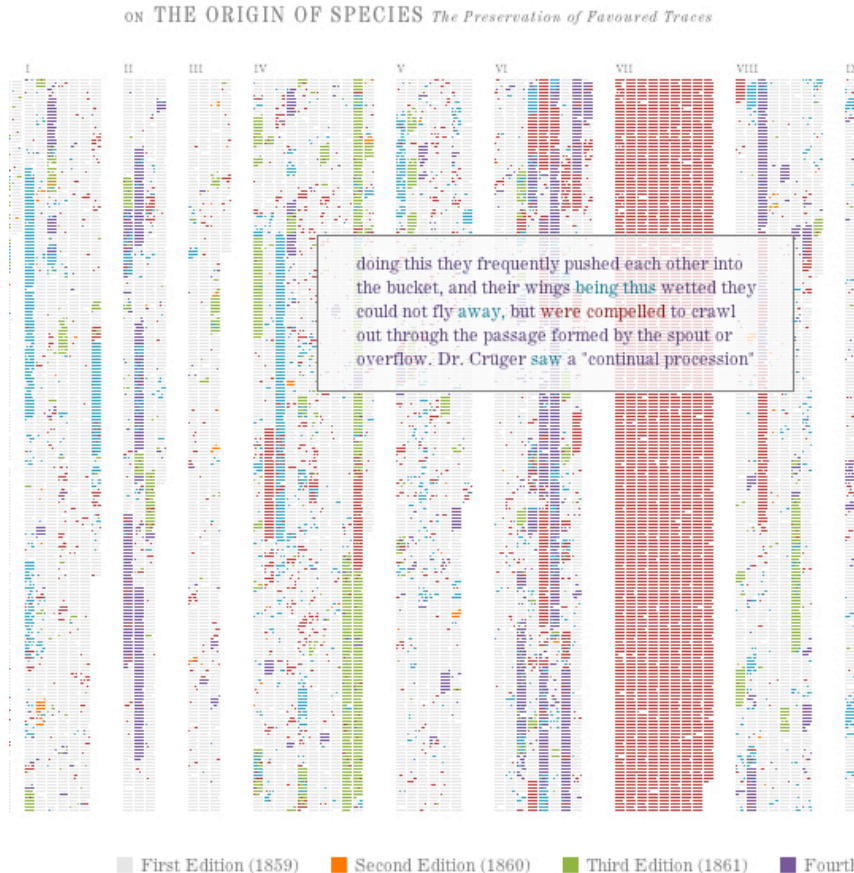 ON THE ORIGIN OF SPECIES The Preservation of Favoured Traces
I II III IV V VI VII VIII IX
doing this they frequently pushed each other into
the bucket, and their wings being thus wetted they
could not fly away, but were compelled to crawl
out through the passage formed by the spout or
overflow. Dr. Crüger saw a "continual procession"
First Edition (1859) Second Edition (1860) Third Edition (1861) Fourth